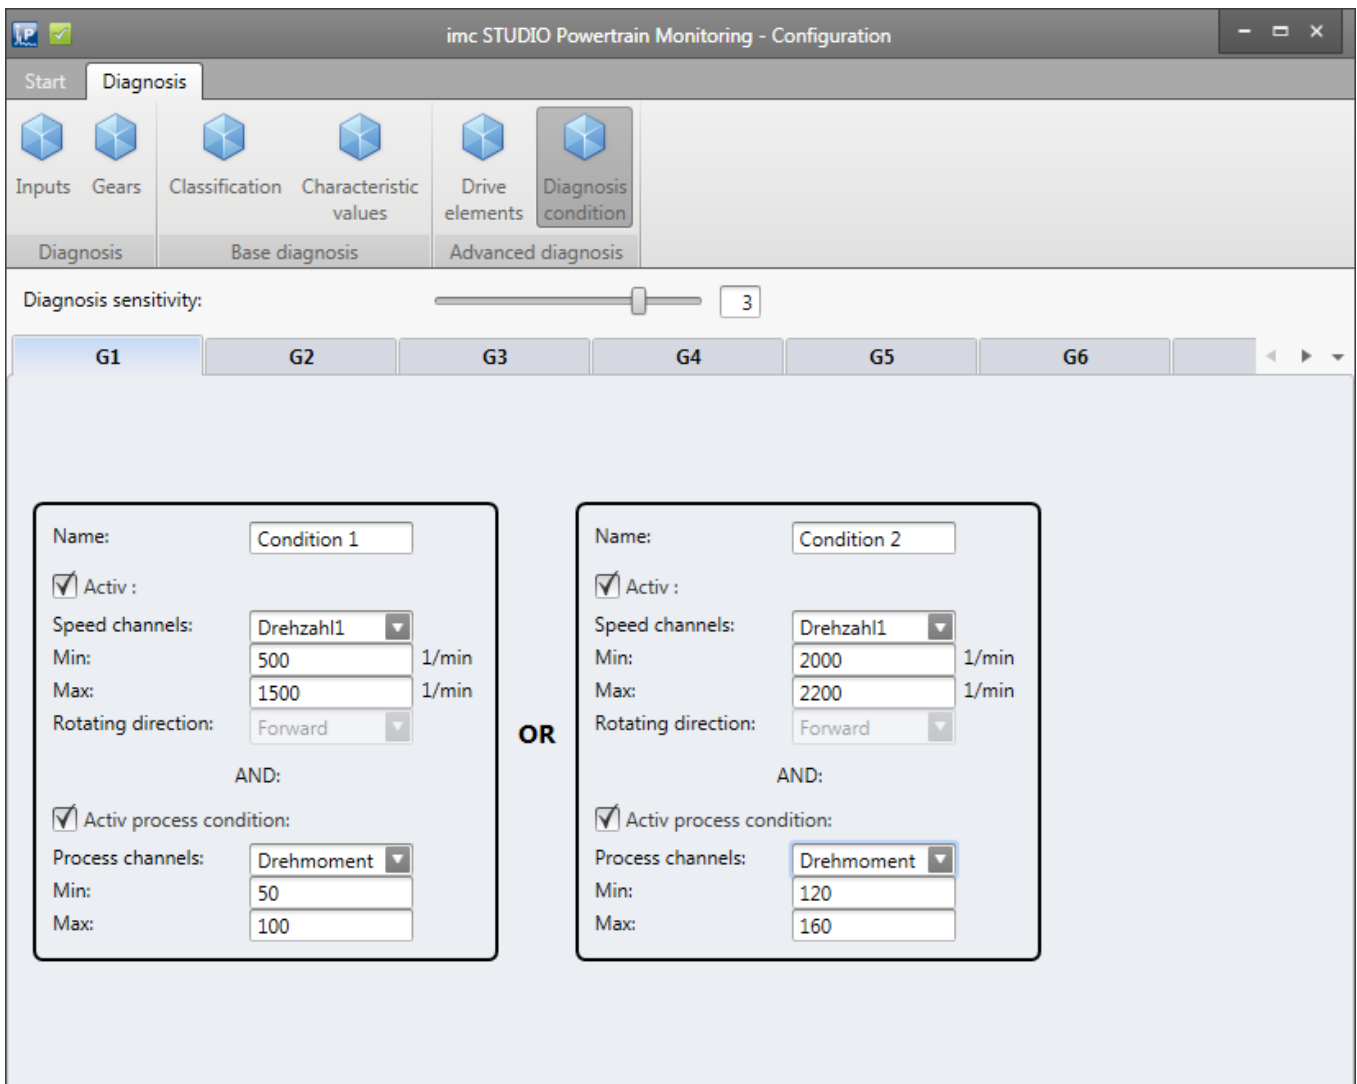 imc STUDIO Powertrain Monitoring - Configuration
Start Diagnosis
Inputs Gears Classification Characteristic values Drive elements Diagnosis condition
Diagnosis Base diagnosis Advanced diagnosis
Diagnosis sensitivity: 3
G1 G2 G3 G4 G5 G6
Name: Condition 1
Activ :
Speed channels: Drehzahl1
Min: 500 1/min
Max: 1500 1/min
Rotating direction: Forward
AND:
Activ process condition:
Process channels: Drehmoment
Min: 50
Max: 100
OR
Name: Condition 2
Activ :
Speed channels: Drehzahl1
Min: 2000 1/min
Max: 2200 1/min
Rotating direction: Forward
AND:
Activ process condition:
Process channels: Drehmoment
Min: 120
Max: 160